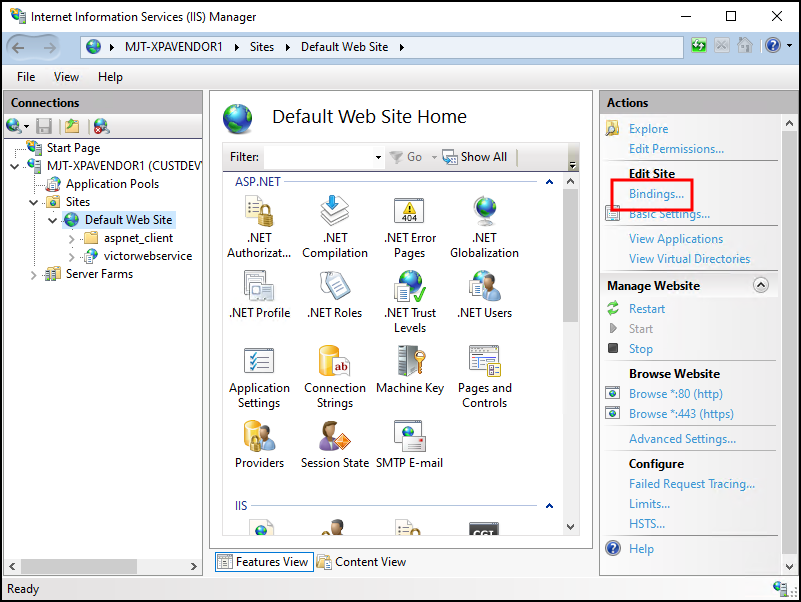 Internet Information Services (IIS) Manager
MJT-XPAVENDOR1 Sites Default Web Site
File View Help
Connections
Start Page
MJT-XPAVENDOR1 (CUSTDEV
Application Pools
Sites
Default Web Site
aspnet_client
victorwebservice
Server Farms
Default Web Site Home
Filter: Go Show All
ASP.NET
.NET Authorizat...
.NET Compilation
404
.NET Error Pages
.NET Globalization
.NET Profile
.NET Roles
.NET Trust Levels
.NET Users
Application Settings
ab
Connection Strings
Machine Key
Pages and Controls
Providers
Session State
SMTP E-mail
IIS
CGI
Features View Content View
Actions
Explore
Edit Permissions...
Edit Site
Bindings...
Basic Settings...
View Applications
View Virtual Directories
Manage Website
Restart
Start
Stop
Browse Website
Browse *:80 (http)
Browse *:443 (https)
Advanced Settings...
Configure
Failed Request Tracing...
Limits...
HSTS...
Help
Ready